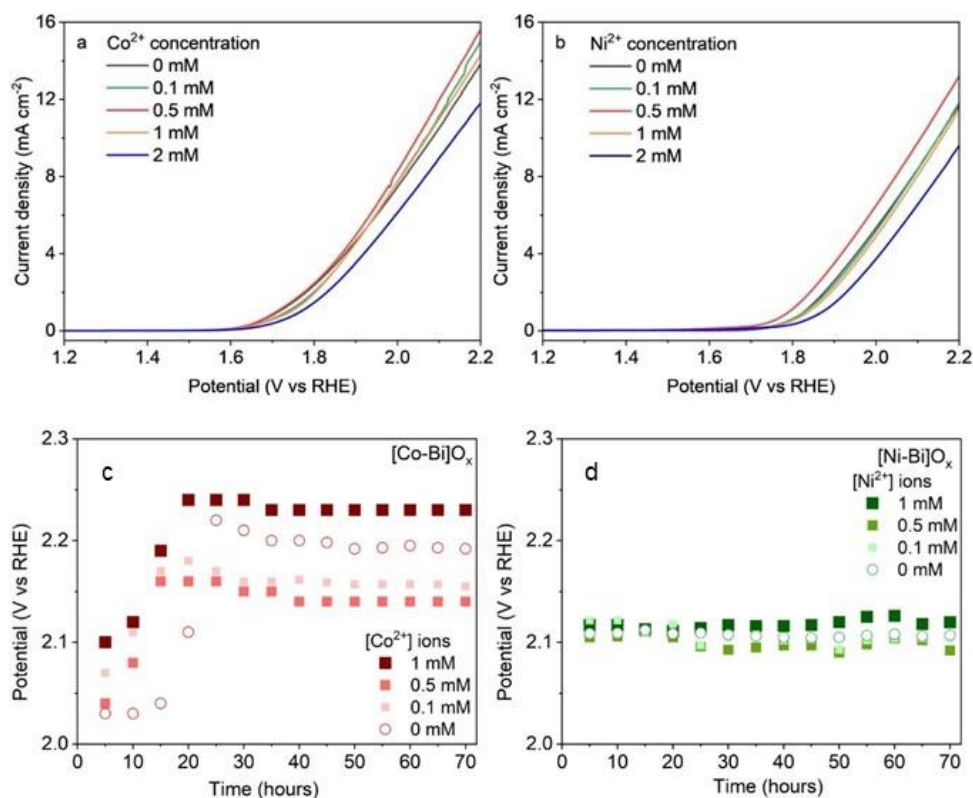 a Co²⁺ concentration
0 mM
0.1 mM
0.5 mM
1 mM
2 mM
16
12
8
4
0
Current density (mA cm⁻²)
1.2 1.4 1.6 1.8 2.0 2.2
Potential (V vs RHE)
b Ni²⁺ concentration
0 mM
0.1 mM
0.5 mM
1 mM
2 mM
16
12
8
4
0
Current density (mA cm⁻²)
1.2 1.4 1.6 1.8 2.0 2.2
Potential (V vs RHE)
c [Co-Bi]Oₓ
[Co²⁺] ions
1 mM
0.5 mM
0.1 mM
0 mM
2.3
2.2
2.1
2.0
Potential (V vs RHE)
0 10 20 30 40 50 60 70
Time (hours)
d [Ni-Bi]Oₓ
[Ni²⁺] ions
1 mM
0.5 mM
0.1 mM
0 mM
2.3
2.2
2.1
2.0
Potential (V vs RHE)
0 10 20 30 40 50 60 70
Time (hours)